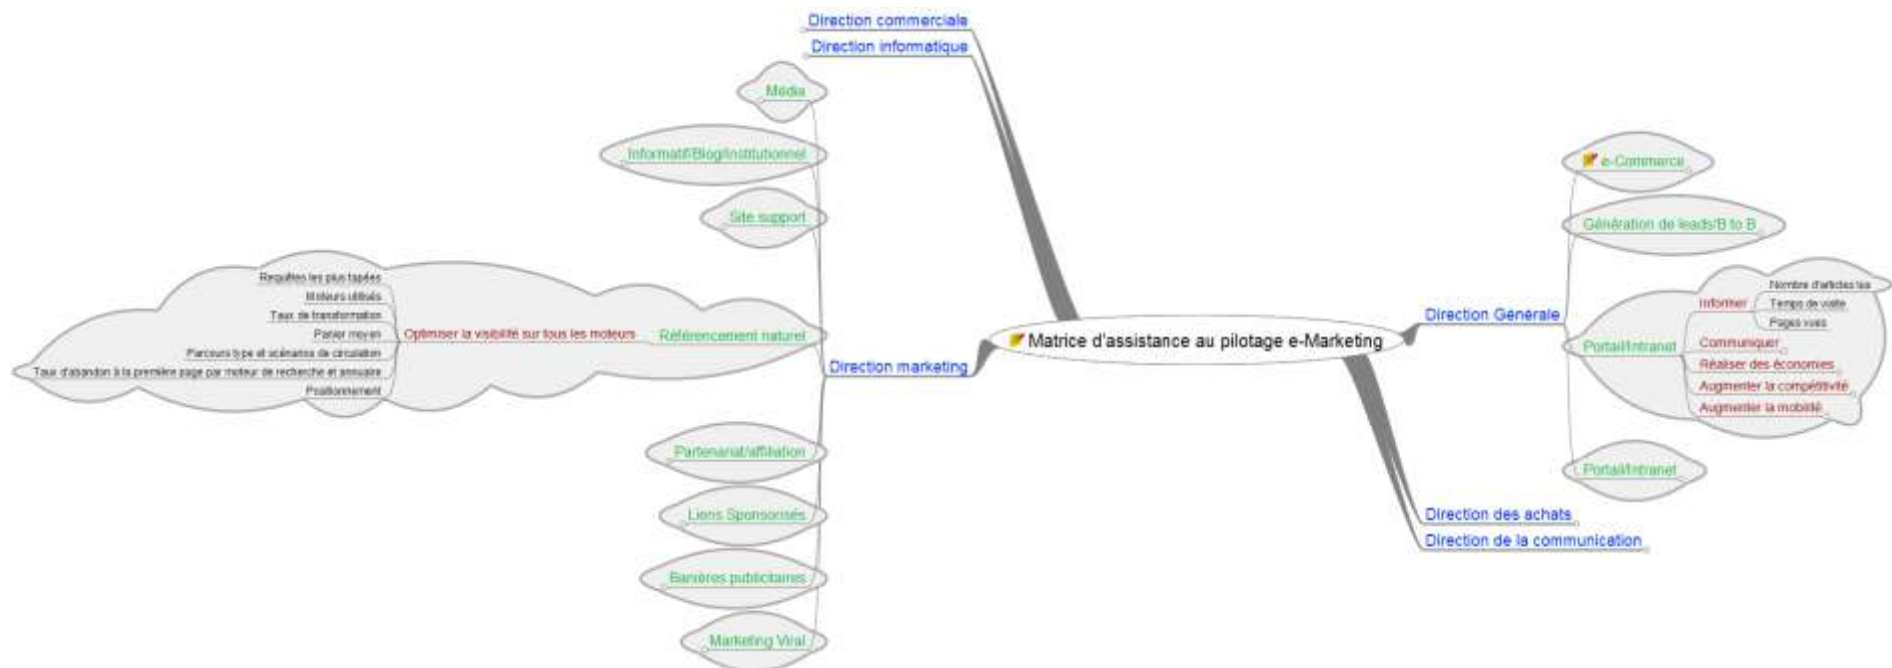 Direction commerciale
Direction informatique
Média
Informatif/Blog/Institutionnel
Site support
Requêtes les plus tapées
Moteurs utilisés
Taux de transformation
Panier moyen
Parcours type et scénarios de circulation
Taux d'abandon à la première page par moteur de recherche et annuaire
Positionnement
Optimiser la visibilité sur tous les moteurs
Référencement naturel
Direction marketing
Partenariat/affiliation
Liens Sponsorisés
Banières publicitaires
Marketing Viral
Matrice d'assistance au pilotage e-Marketing
e-Commerce
Génération de leads/B to B
Direction Générale
Portail/Intranet
Informer
Nombre d'articles lus
Temps de visite
Pages vues
Communiquer
Réaliser des économies
Augmenter la compétitivité
Augmenter la mobilité
Portail/Intranet
Direction des achats
Direction de la communication